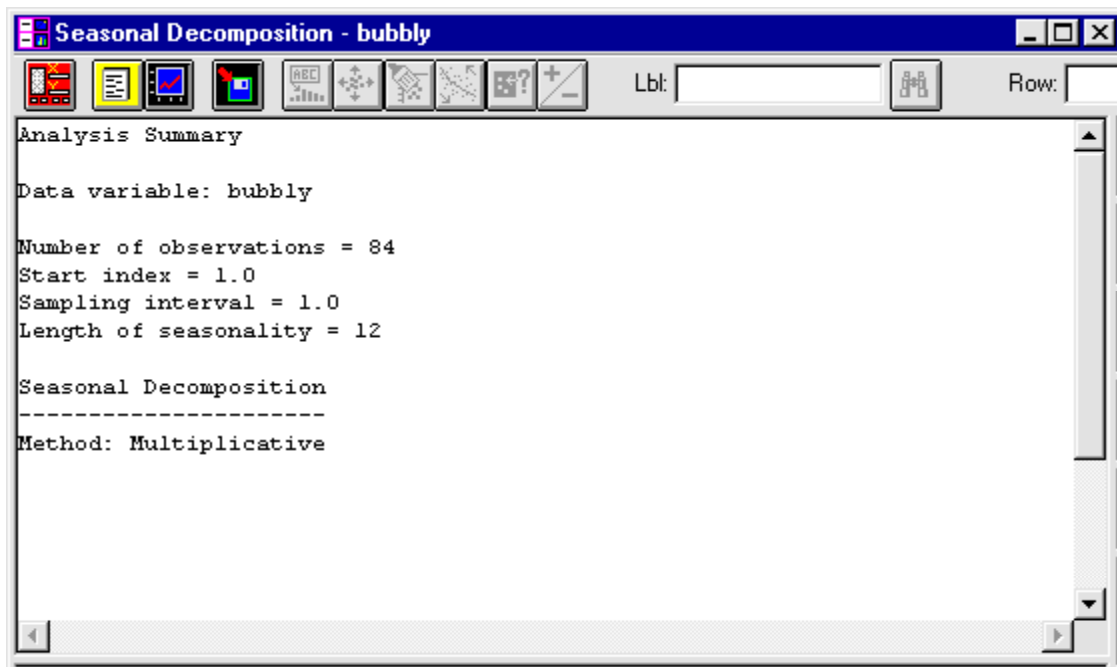 Seasonal Decomposition - bubbly
Lbl: Row:
Analysis Summary
Data variable: bubbly
Number of observations = 84
Start index = 1.0
Sampling interval = 1.0
Length of seasonality = 12
Seasonal Decomposition
----------------------
Method: Multiplicative